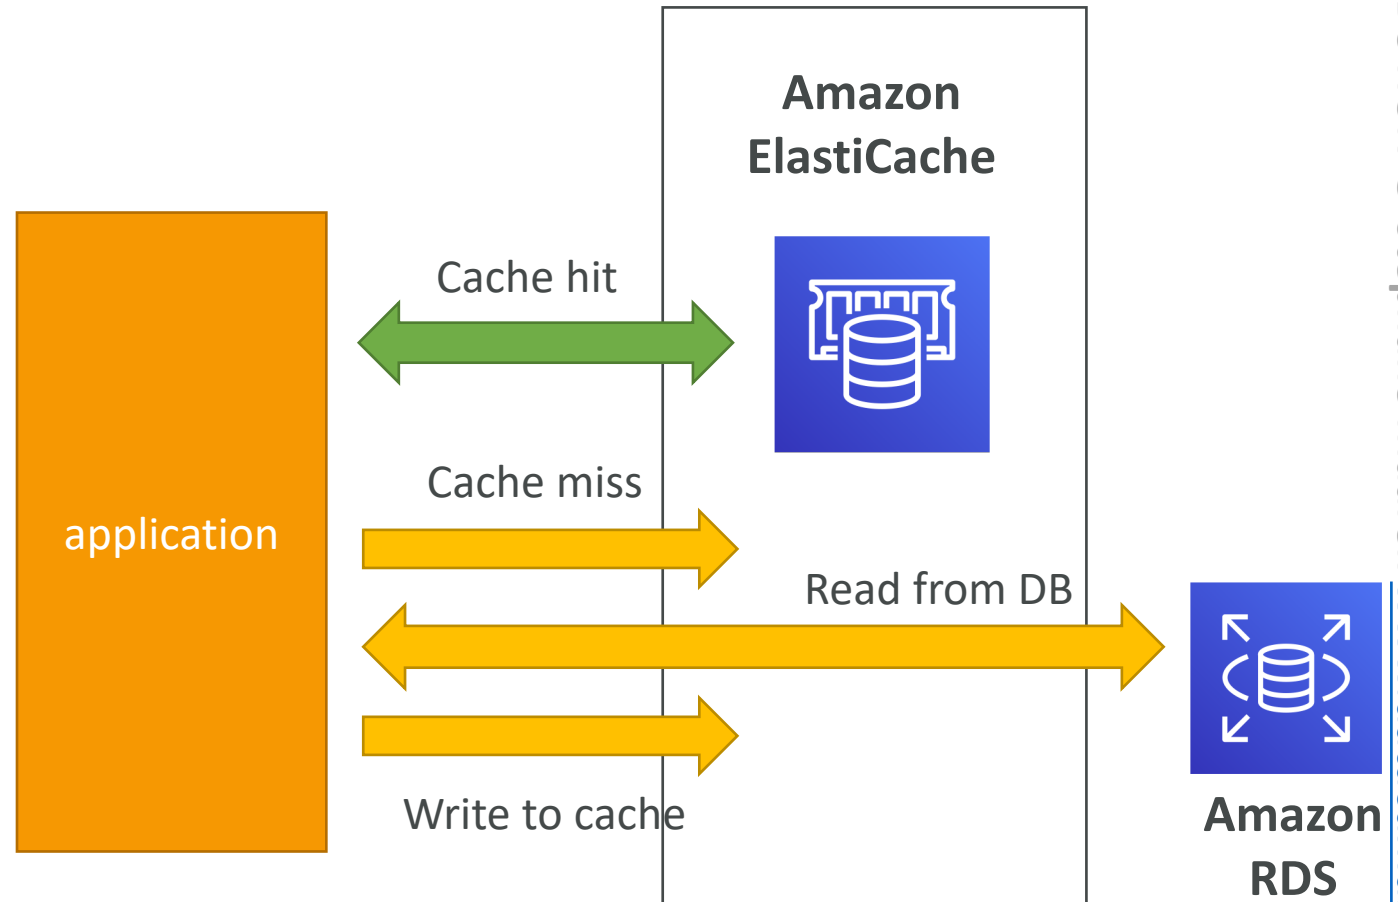 Amazon
ElastiCache
Cache hit
Cache miss
application
Read from DB
Write to cache
Amazon
RDS